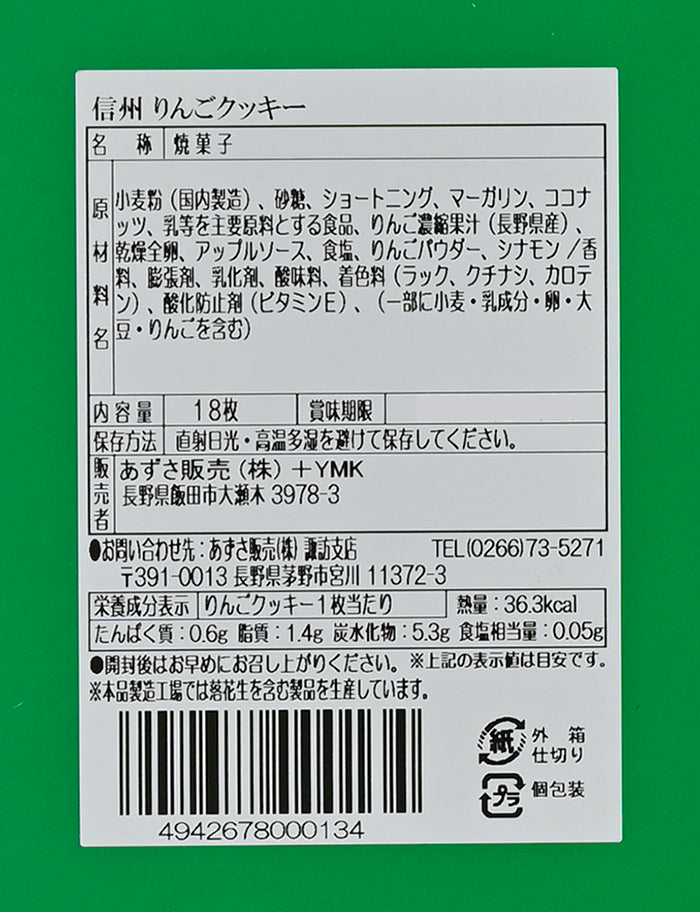 信州 りんごクッキー
名 称 焼菓子
原材料名 小麦粉（国内製造）、砂糖、ショートニング、マーガリン、ココナ
ッツ、乳等を主要原料とする食品、りんご濃縮果汁（長野県産）、
乾燥全卵、アップルソース、食塩、りんごパウダー、シナモン／香
料、膨張剤、乳化剤、酸味料、着色料（ラック、クチナシ、カロテ
ン）、酸化防止剤（ビタミンE）、（一部に小麦・乳成分・卵・大
豆・りんごを含む）
内容量 18枚 賞味期限
保存方法 直射日光・高温多湿を避けて保存してください。
販売者 あずさ販売（株）＋YMK
長野県飯田市大瀬木 3978-3
●お問い合わせ先：あずさ販売(株) 諏訪支店 TEL(0266)73-5271
〒391-0013 長野県茅野市宮川 11372-3
栄養成分表示 りんごクッキー1枚当たり 熱量：36.3kcal
たんぱく質：0.6g 脂質：1.4g 炭水化物：5.3g 食塩相当量：0.05g
●開封後はお早めにお召し上がりください。※上記の表示値は目安です。
※本品製造工場では落花生を含む製品を生産しています。
紙 外 箱
仕切り
プラ 個包装
4942678000134